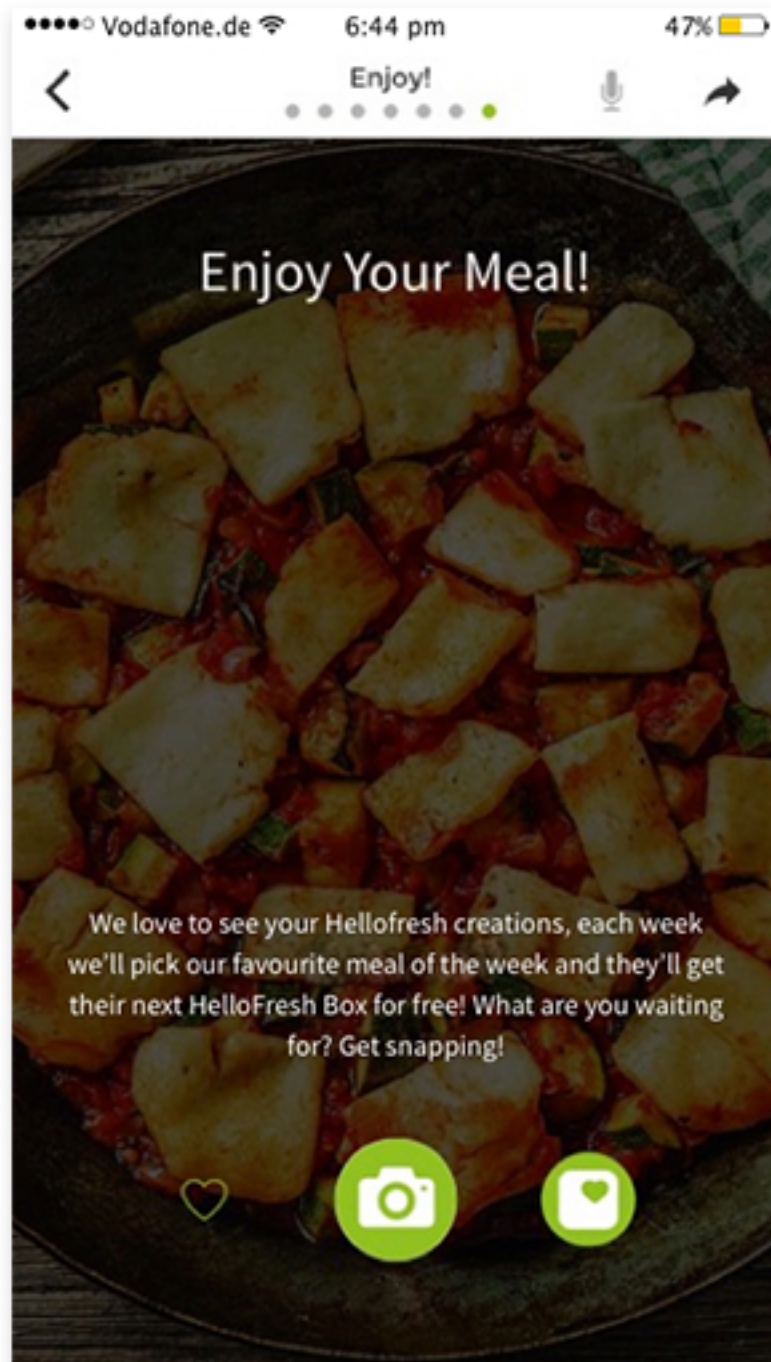 Vodafone.de 6:44 pm 47%
Enjoy!
Enjoy Your Meal!
We love to see your Hellofresh creations, each week
we'll pick our favourite meal of the week and they'll get
their next HelloFresh Box for free! What are you waiting
for? Get snapping!